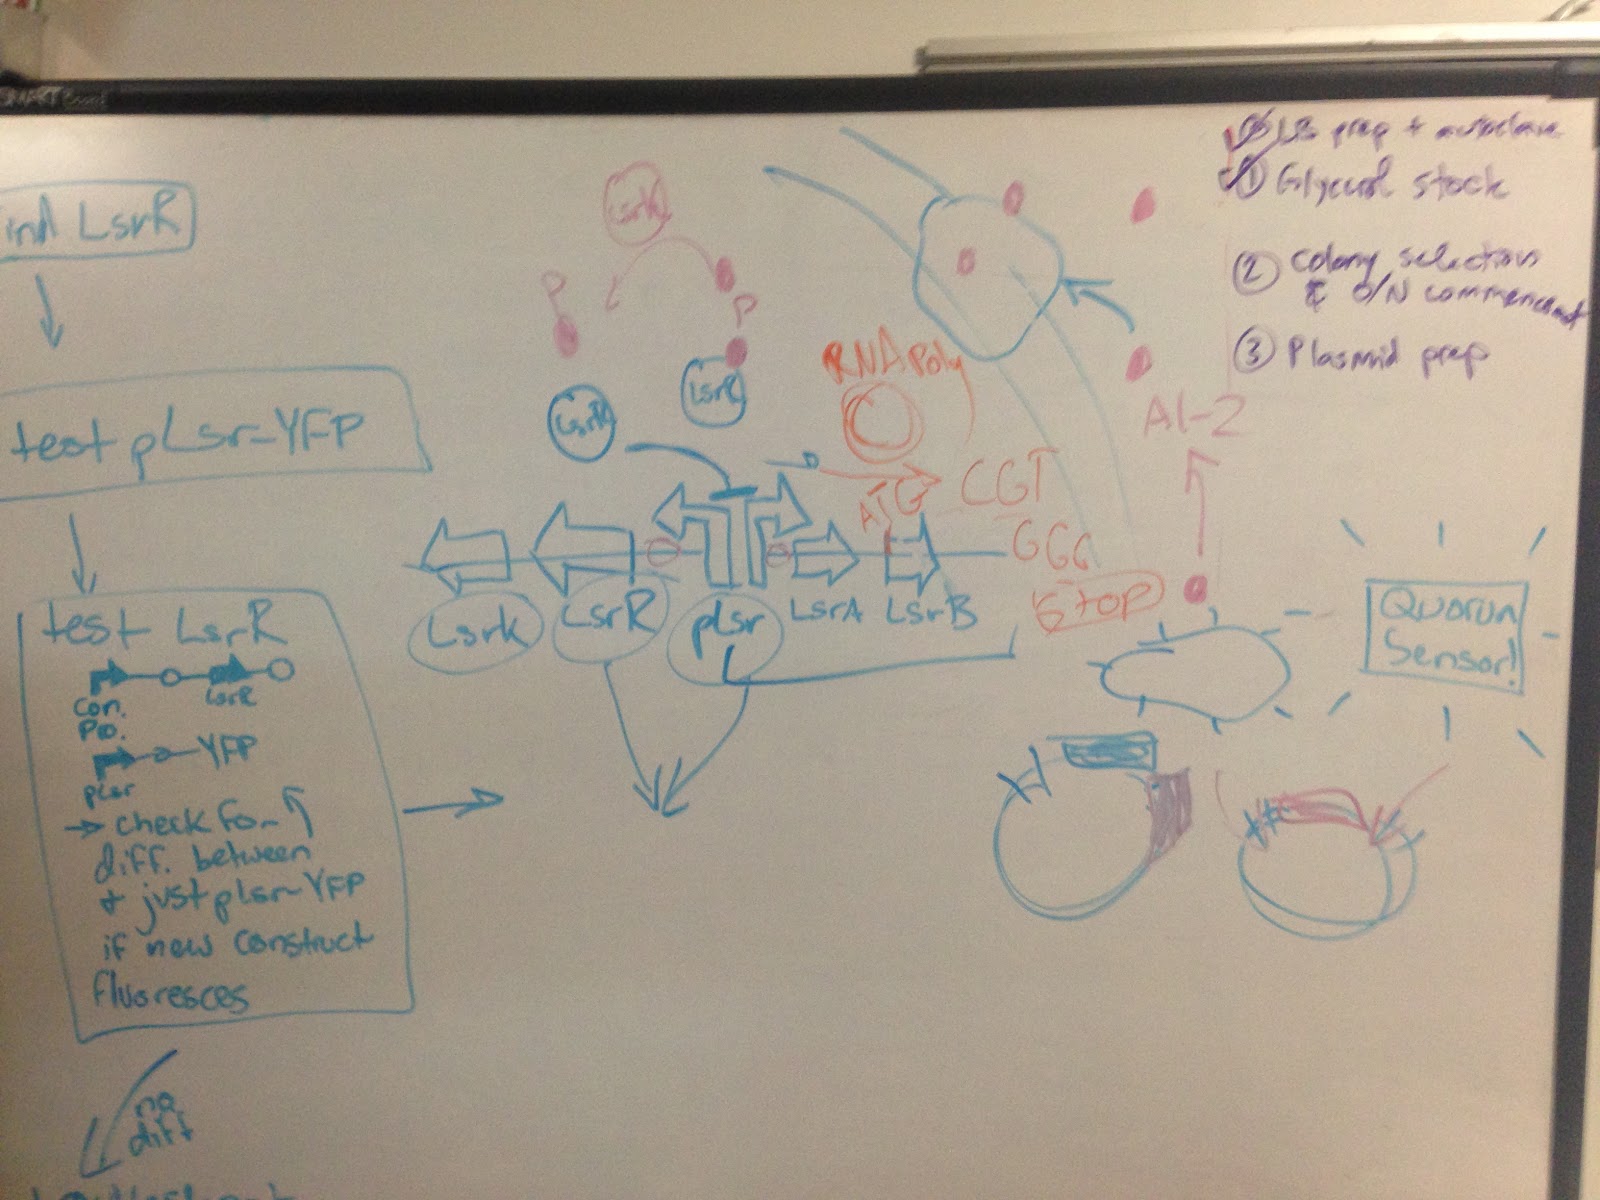 SMART Board
ind LsrR
test pLsr-YFP
test LsrR
con.
Pro.
LsrR
YFP
pLsr
→ check for
diff. between
+ just pLsr-YFP
if new construct
fluoresces
no
diff
LsrK
P
P
LsrR
LsrR
RNA Poly
ATG
CGT
GGG
STOP
LsrK
LsrR
pLsr
LsrA
LsrB
AI-2
Quorum
Sensor!
LB prep + autoclave
① Glycerol stock
② Colony selection
& O/N commencement
③ Plasmid prep